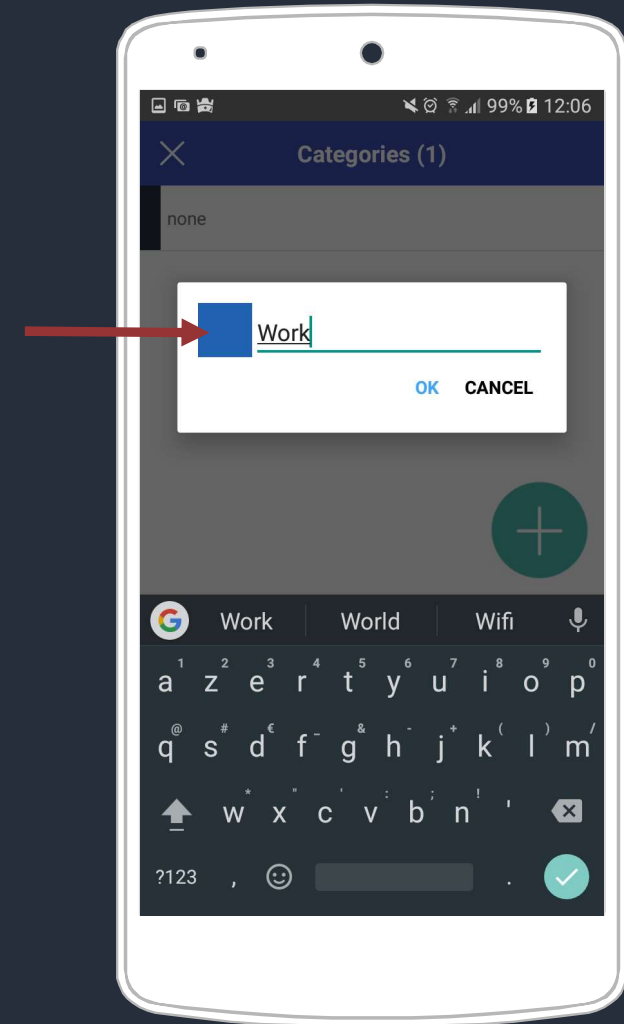 99% 12:06
Categories (1)
none
Work
OK CANCEL
G Work World Wifi
a 1 z 2 e 3 r 4 t 5 y 6 u 7 i 8 o 9 p 0
q @ s # d € f _ g & h - j + k ( l ) m /
w * x " c ' v : b ; n ! '
?123 , .